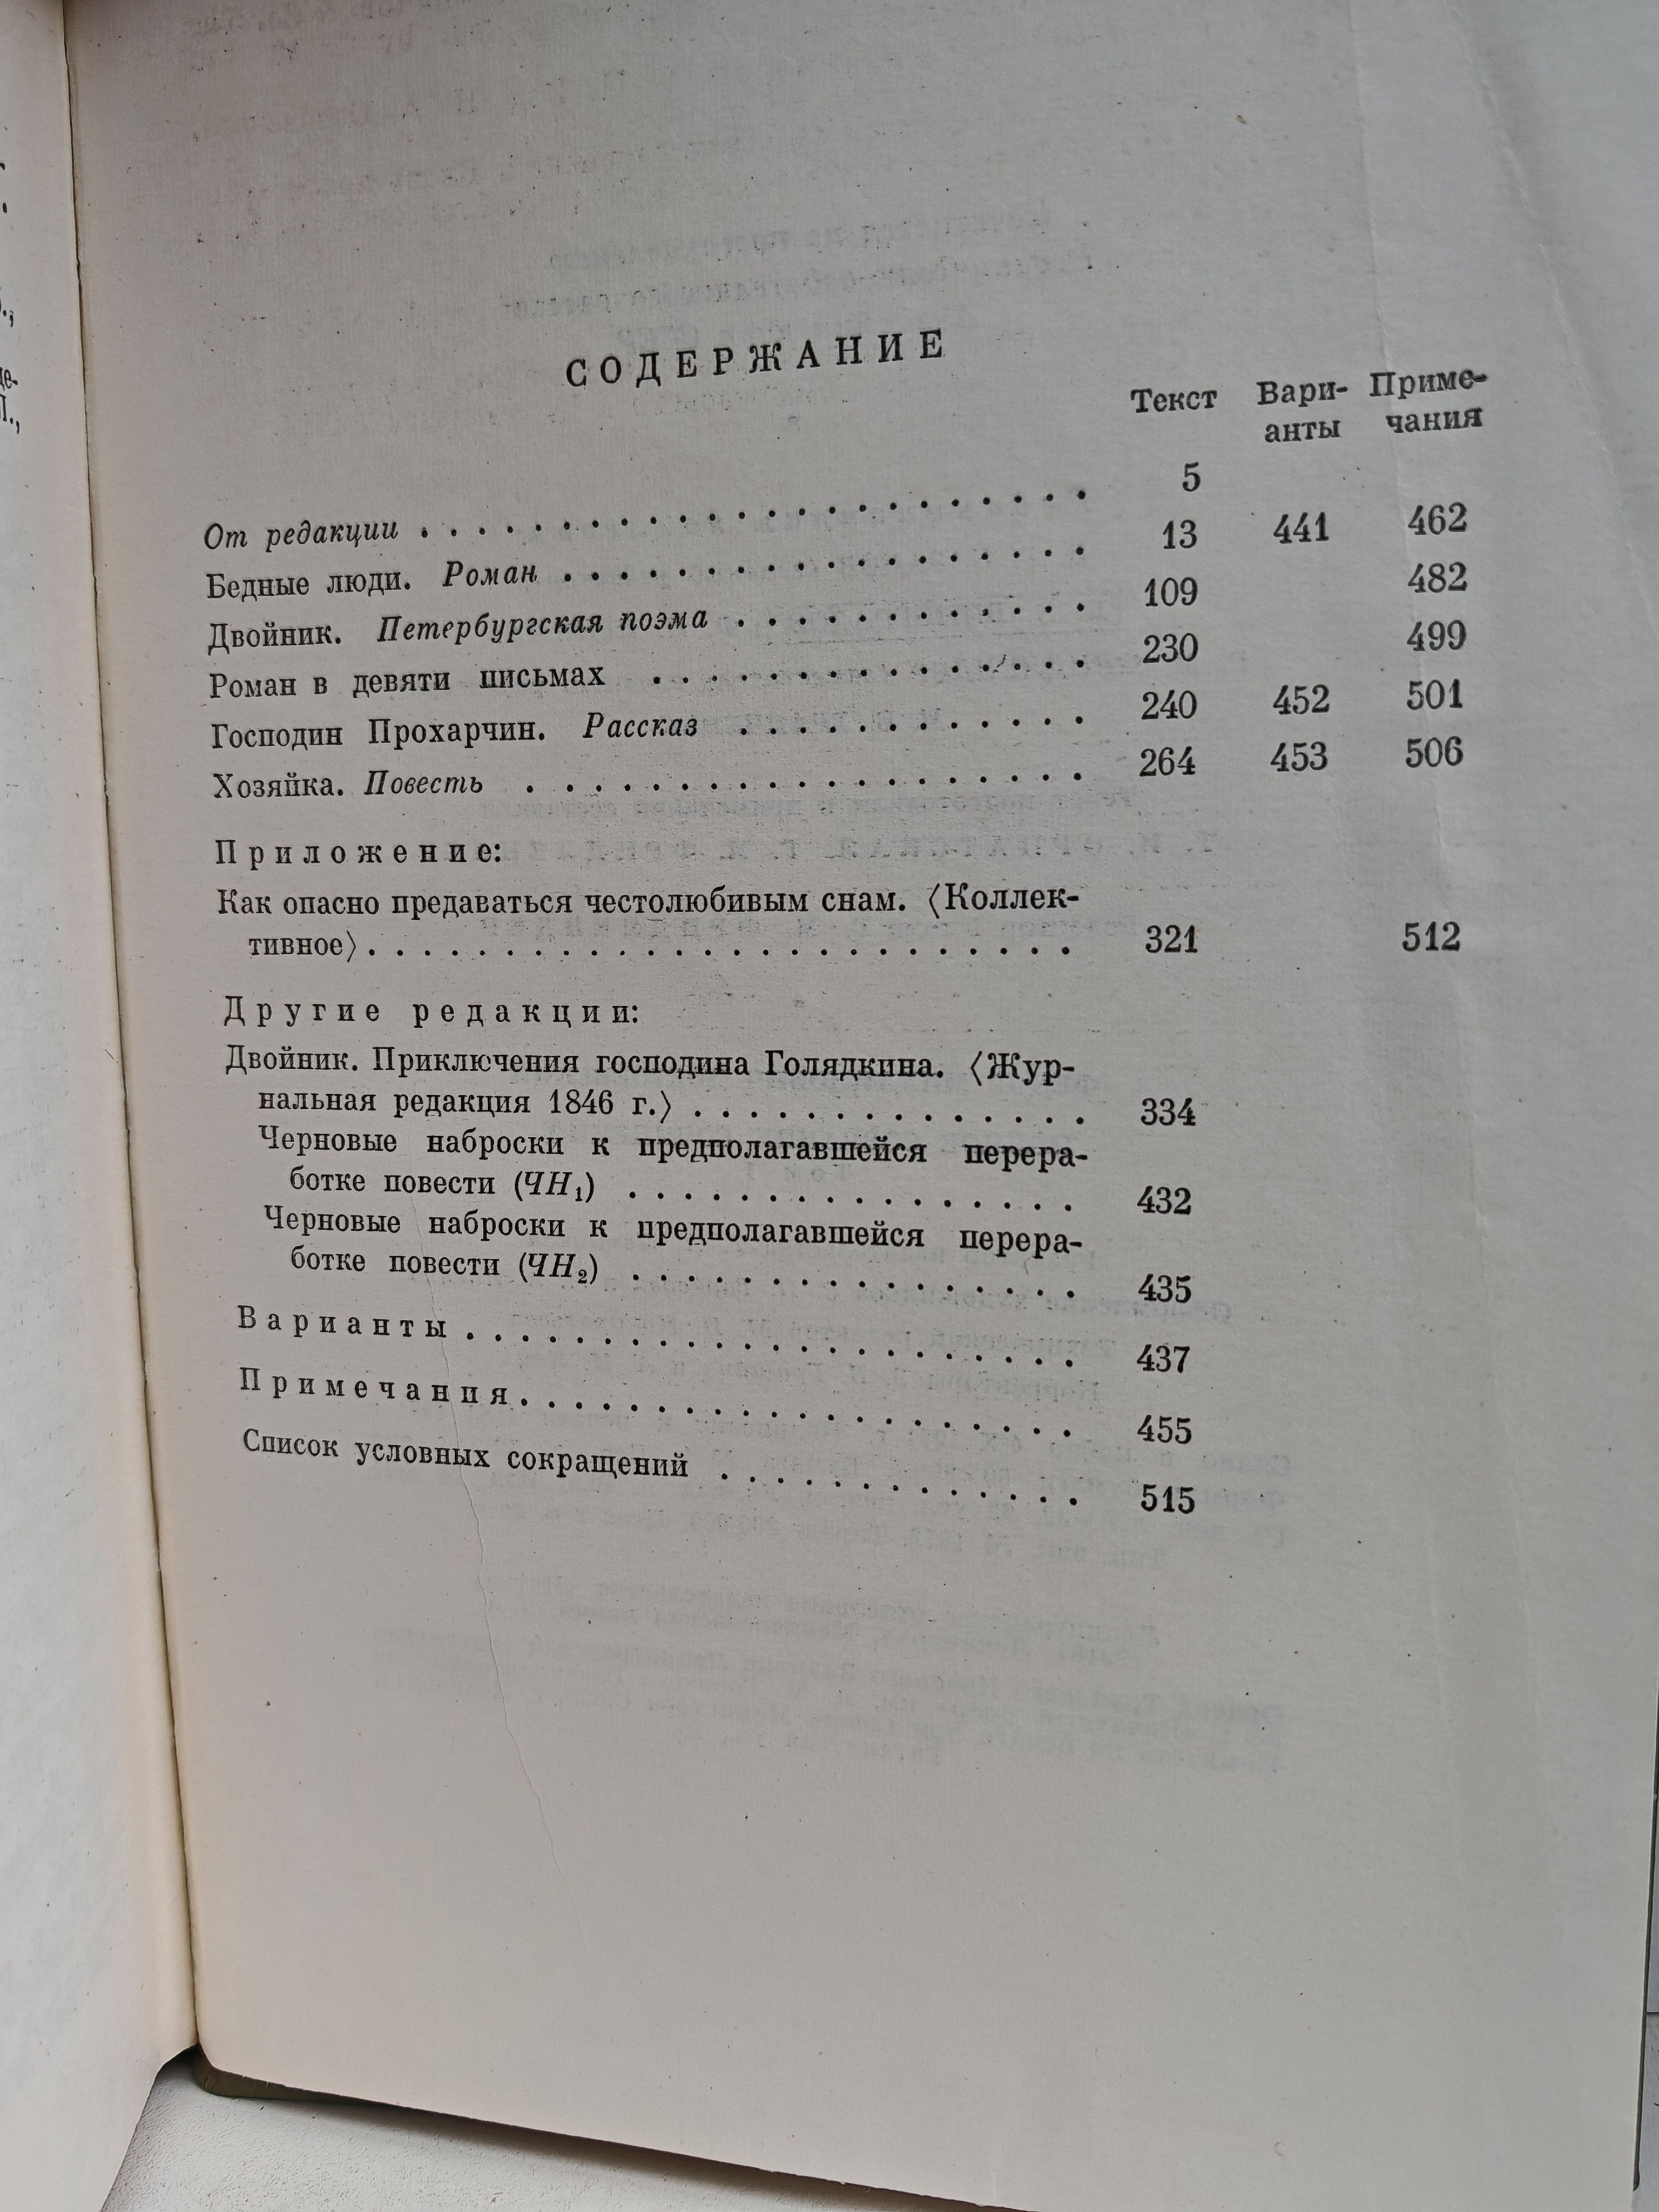 СОДЕРЖАНИЕ
Текст Вари- Приме-
анты чания
От редакции . . . . . . . . . . . . . . . . . . . . . . . . 5
Бедные люди. Роман . . . . . . . . . . . . . . . . . . . 13 441 462
Двойник. Петербургская поэма . . . . . . . . . . . . . 109 482
Роман в девяти письмах . . . . . . . . . . . . . . . . 230 499
Господин Прохарчин. Рассказ . . . . . . . . . . . . . 240 452 501
Хозяйка. Повесть . . . . . . . . . . . . . . . . . . . . 264 453 506
Приложение:
Как опасно предаваться честолюбивым снам. ⟨Коллек-
тивное⟩ . . . . . . . . . . . . . . . . . . . . . . . . . . 321 512
Другие редакции:
Двойник. Приключения господина Голядкина. ⟨Жур-
нальная редакция 1846 г.⟩ . . . . . . . . . . . . . . 334
Черновые наброски к предполагавшейся перера-
ботке повести (ЧН₁) . . . . . . . . . . . . . . . . 432
Черновые наброски к предполагавшейся перера-
ботке повести (ЧН₂) . . . . . . . . . . . . . . . . 435
Варианты . . . . . . . . . . . . . . . . . . . . . . . 437
Примечания . . . . . . . . . . . . . . . . . . . . . 455
Список условных сокращений . . . . . . . . . . . . . 515